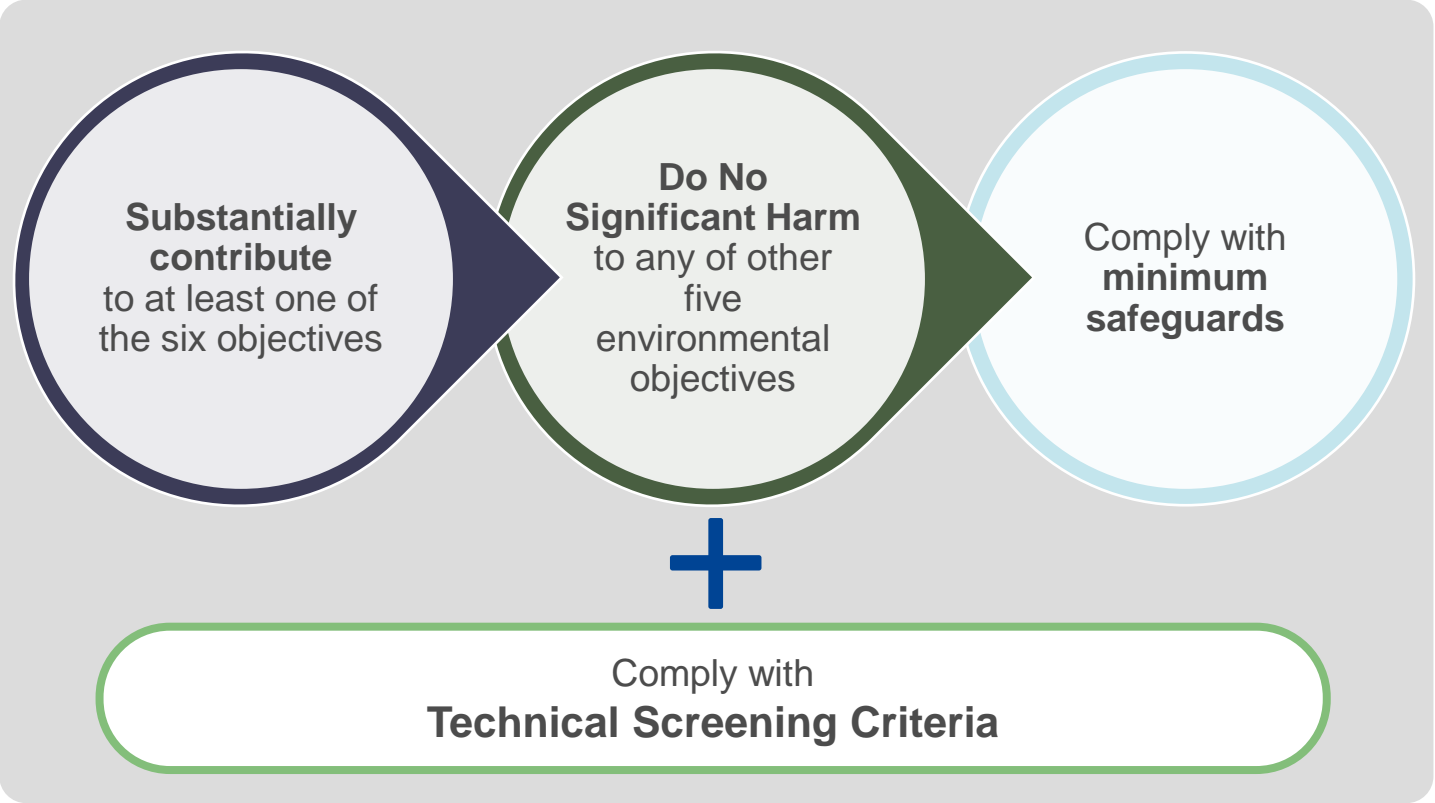 Substantially
contribute
to at least one of
the six objectives
Do No
Significant Harm
to any of other
five
environmental
objectives
Comply with
minimum
safeguards
Comply with
Technical Screening Criteria